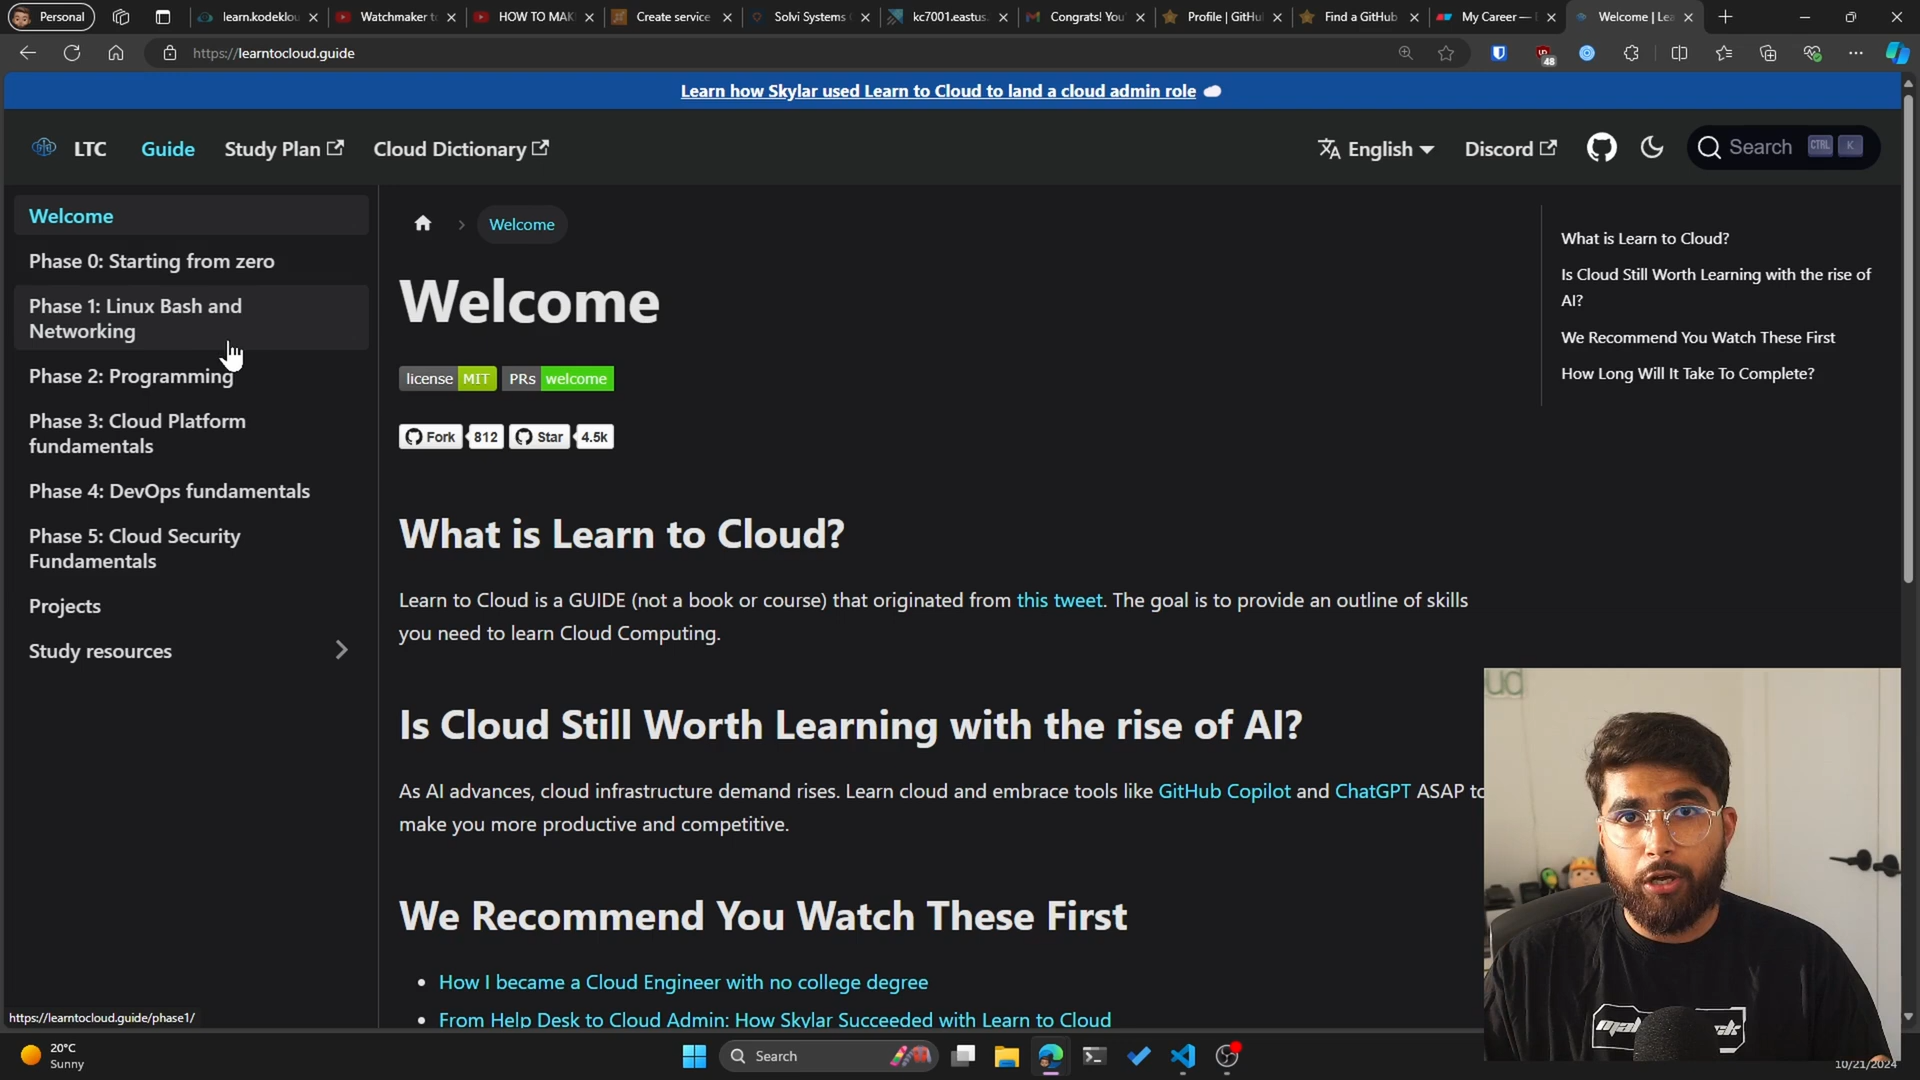 Personal
learn.kodeklou
Watchmaker to
HOW TO MAK
Create service
Solvi Systems
kc7001.eastus.
Congrats! You'
Profile | GitHu
Find a GitHub
My Career —
Welcome | Lea
https://learntocloud.guide
48
Learn how Skylar used Learn to Cloud to land a cloud admin role
LTC
Guide
Study Plan
Cloud Dictionary
English
Discord
Search
CTRL
K
Welcome
Phase 0: Starting from zero
Phase 1: Linux Bash and
Networking
Phase 2: Programming
Phase 3: Cloud Platform
fundamentals
Phase 4: DevOps fundamentals
Phase 5: Cloud Security
Fundamentals
Projects
Study resources
Welcome
Welcome
license MIT PRs welcome
Fork 812 Star 4.5k
What is Learn to Cloud?
Learn to Cloud is a GUIDE (not a book or course) that originated from this tweet. The goal is to provide an outline of skills
you need to learn Cloud Computing.
Is Cloud Still Worth Learning with the rise of AI?
As AI advances, cloud infrastructure demand rises. Learn cloud and embrace tools like GitHub Copilot and ChatGPT ASAP to
make you more productive and competitive.
We Recommend You Watch These First
How I became a Cloud Engineer with no college degree
From Help Desk to Cloud Admin: How Skylar Succeeded with Learn to Cloud
What is Learn to Cloud?
Is Cloud Still Worth Learning with the rise of
AI?
We Recommend You Watch These First
How Long Will It Take To Complete?
https://learntocloud.guide/phase1/
20°C
Sunny
Search
10/21/2024